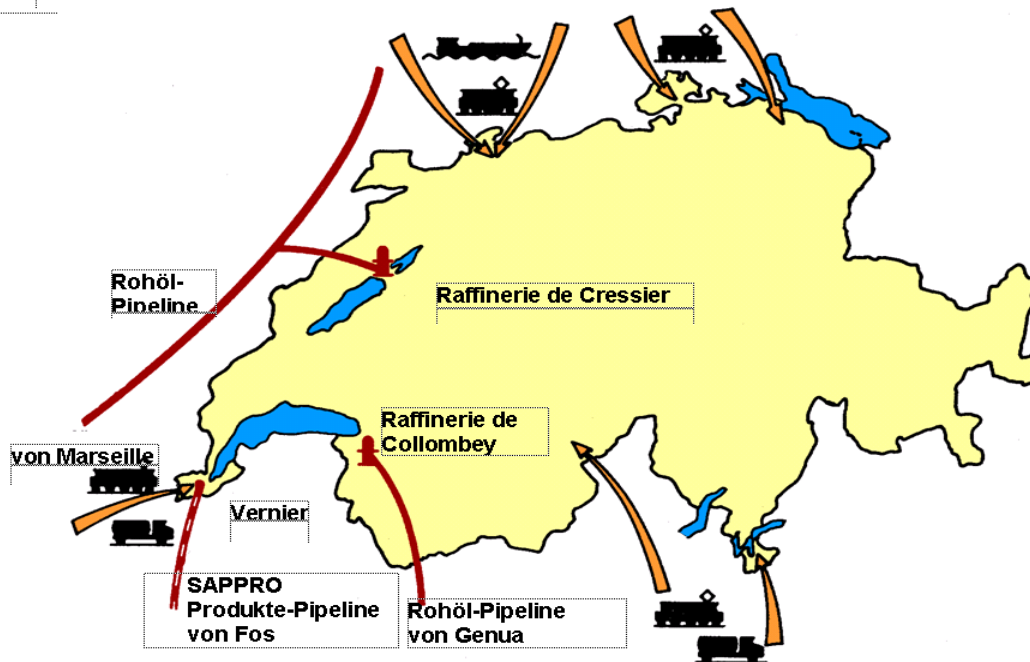 Rohöl-
Pipeline
Raffinerie de Cressier
Raffinerie de
Collombey
von Marseille
Vernier
SAPPRO
Produkte-Pipeline
von Fos
Rohöl-Pipeline
von Genua